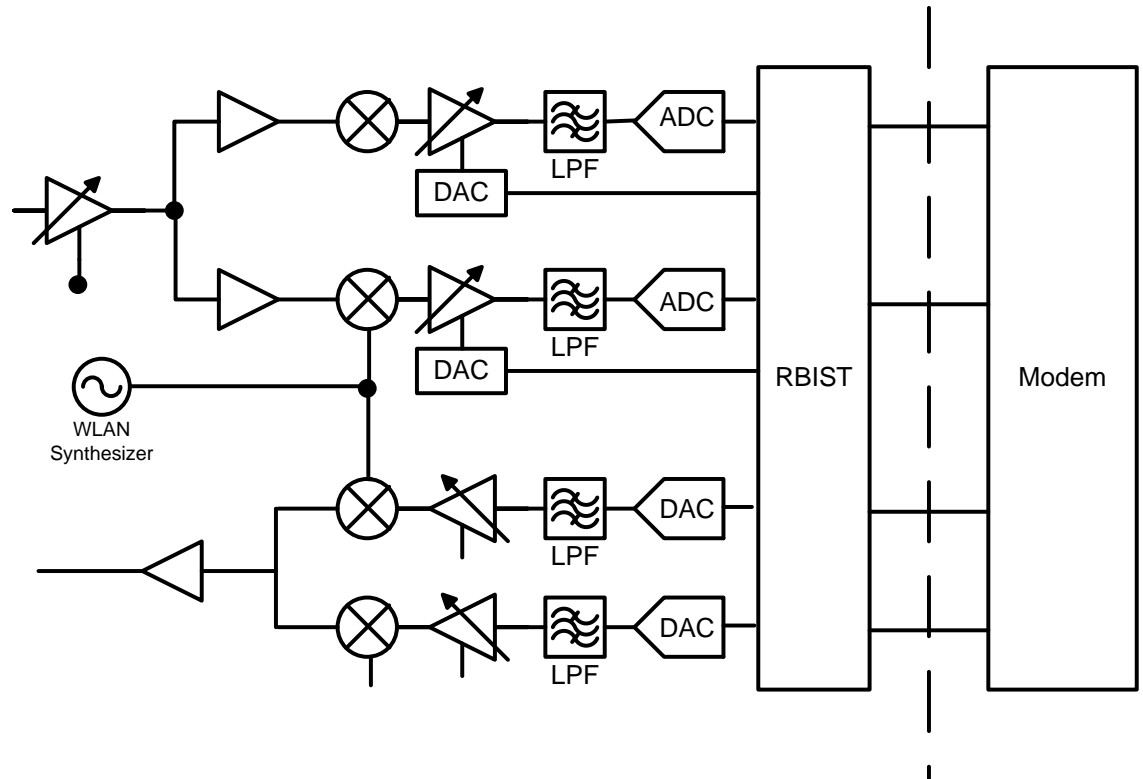 ADC
LPF
DAC
ADC
LPF
DAC
RBIST
Modem
WLAN
Synthesizer
DAC
LPF
DAC
LPF